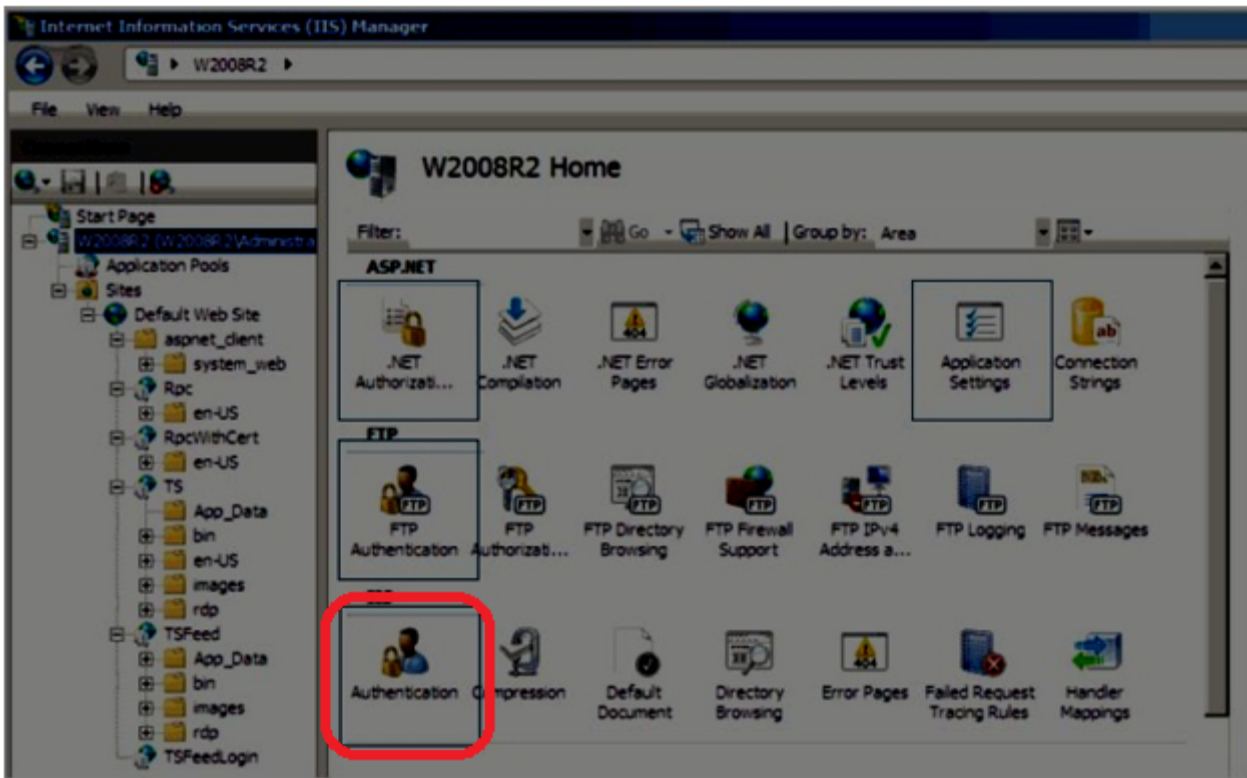 Internet Information Services (IIS) Manager
W2008R2
File View Help
Start Page
W2008R2 (W2008R2\Administra
Application Pools
Sites
Default Web Site
aspnet_client
system_web
Rpc
en-US
RpcWithCert
en-US
TS
App_Data
bin
en-US
images
rdp
TSFeed
App_Data
bin
images
rdp
TSFeedLogin
W2008R2 Home
Filter: Go Show All Group by: Area
ASP.NET
.NET Authorizati...
.NET Compilation
.NET Error Pages
.NET Globalization
.NET Trust Levels
Application Settings
Connection Strings
FTP
FTP Authentication
FTP Authorizati...
FTP Directory Browsing
FTP Firewall Support
FTP IPv4 Address a...
FTP Logging
FTP Messages
Authentication
Compression
Default Document
Directory Browsing
Error Pages
Failed Request Tracing Rules
Handler Mappings